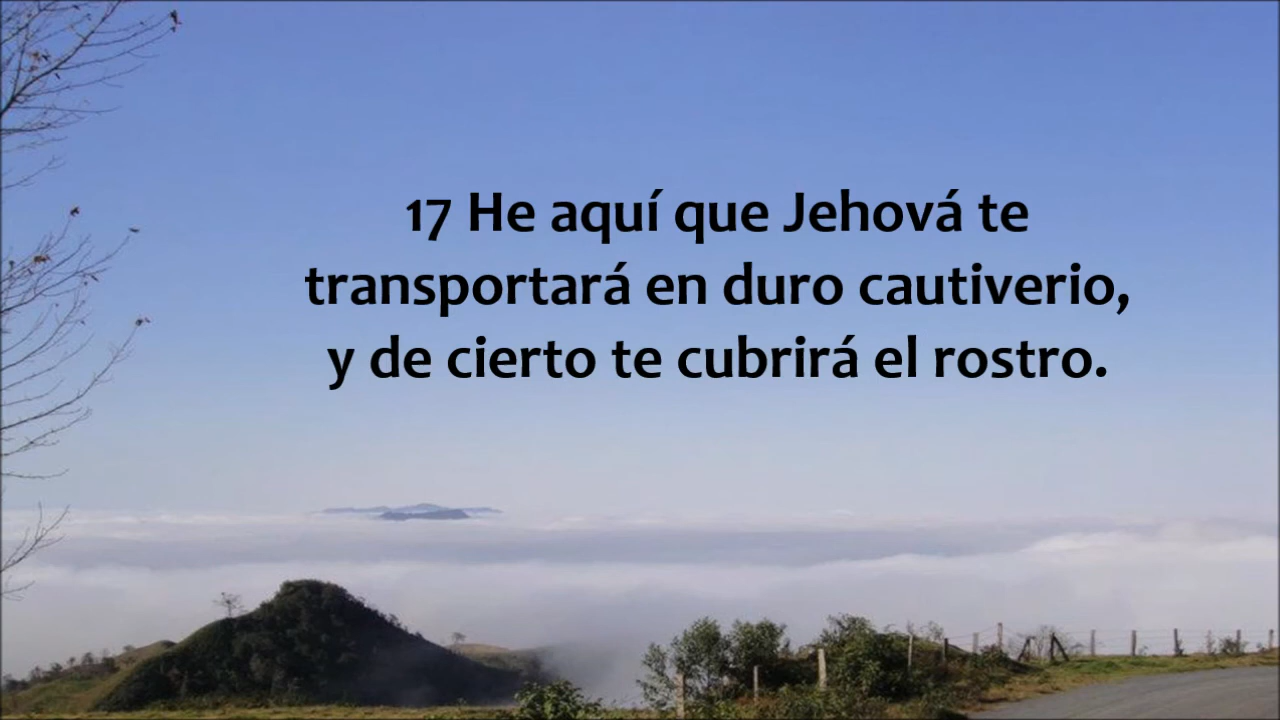 17 He aquí que Jehová te
transportará en duro cautiverio,
y de cierto te cubrirá el rostro.